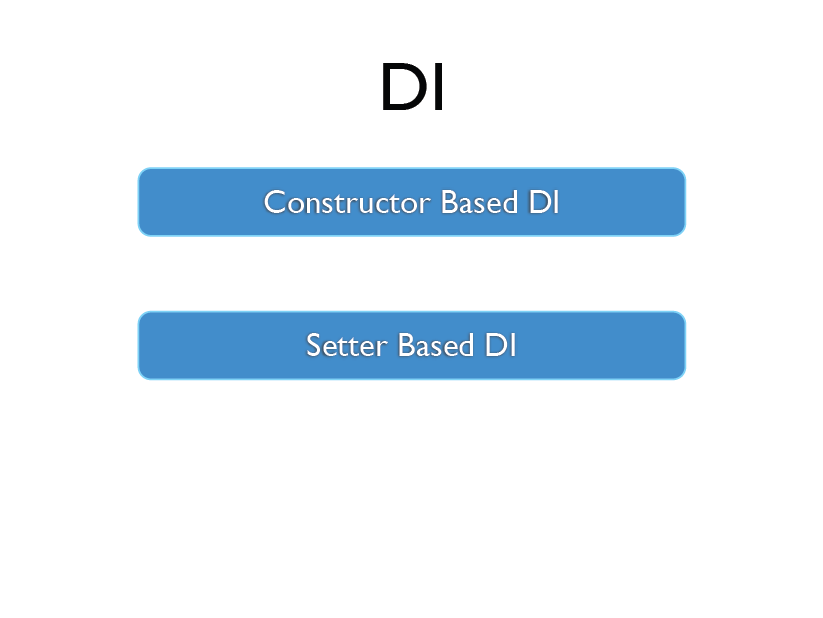 DI
Constructor Based DI
Setter Based DI